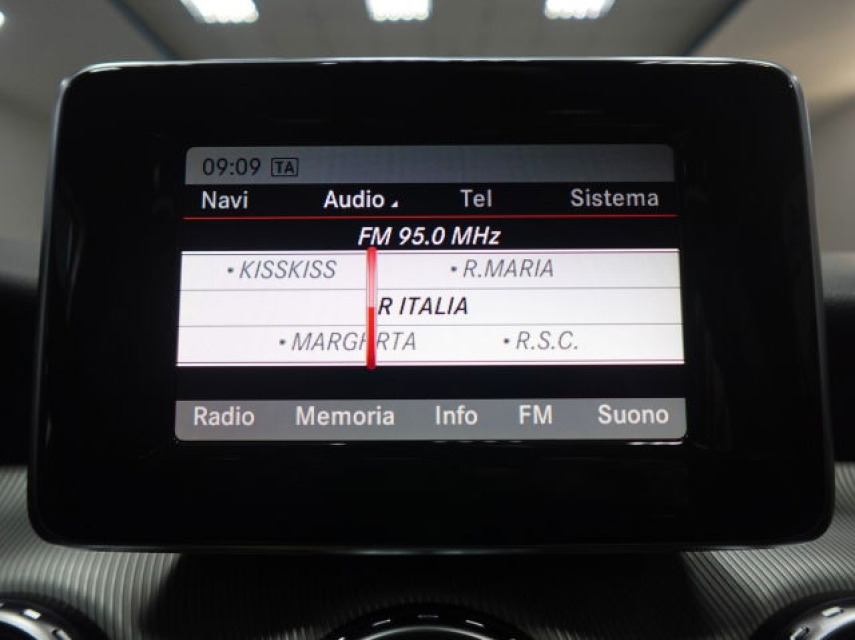 09:09 TA
Navi Audio Tel Sistema
FM 95.0 MHz
• KISSKISS • R.MARIA
R ITALIA
• MARGHRTA • R.S.C.
Radio Memoria Info FM Suono